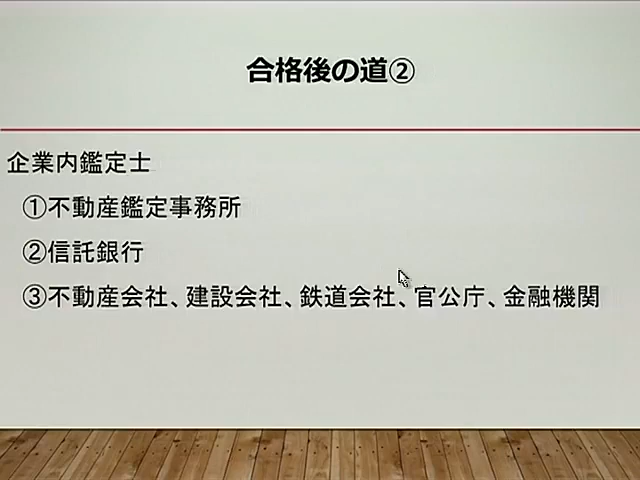 合格後の道②
企業内鑑定士
①不動産鑑定事務所
②信託銀行
③不動産会社、建設会社、鉄道会社、官公庁、金融機関